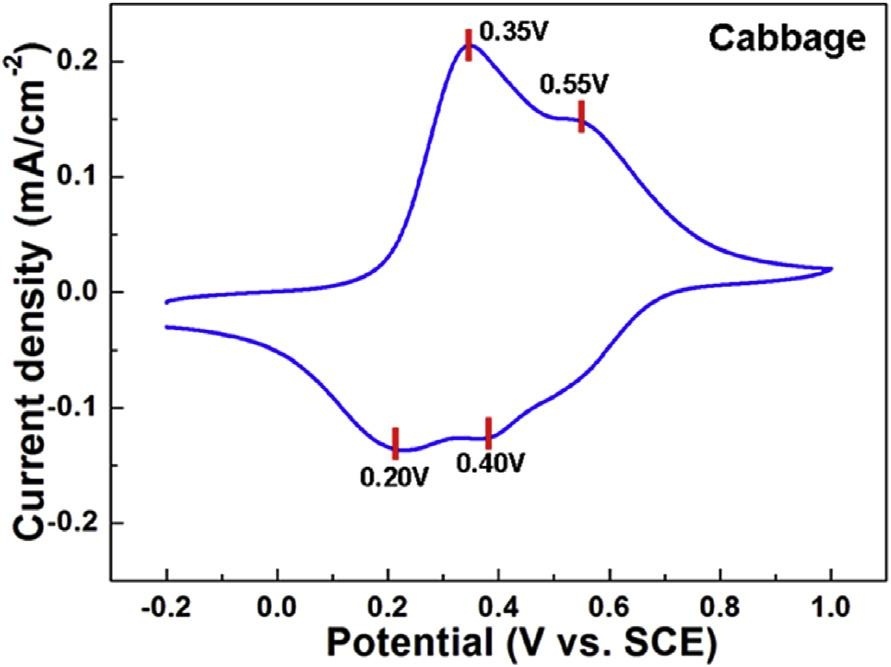 Cabbage
0.35V
0.55V
0.20V
0.40V
Current density (mA/cm⁻²)
0.2
0.1
0.0
-0.1
-0.2
-0.2 0.0 0.2 0.4 0.6 0.8 1.0
Potential (V vs. SCE)